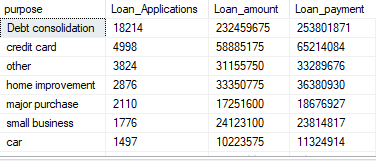 purpose Loan_Applications Loan_amount Loan_payment
Debt consolidation 18214 232459675 253801871
credit card 4998 58885175 65214084
other 3824 31155750 33289676
home improvement 2876 33350775 36380930
major purchase 2110 17251600 18676927
small business 1776 24123100 23814817
car 1497 10223575 11324914